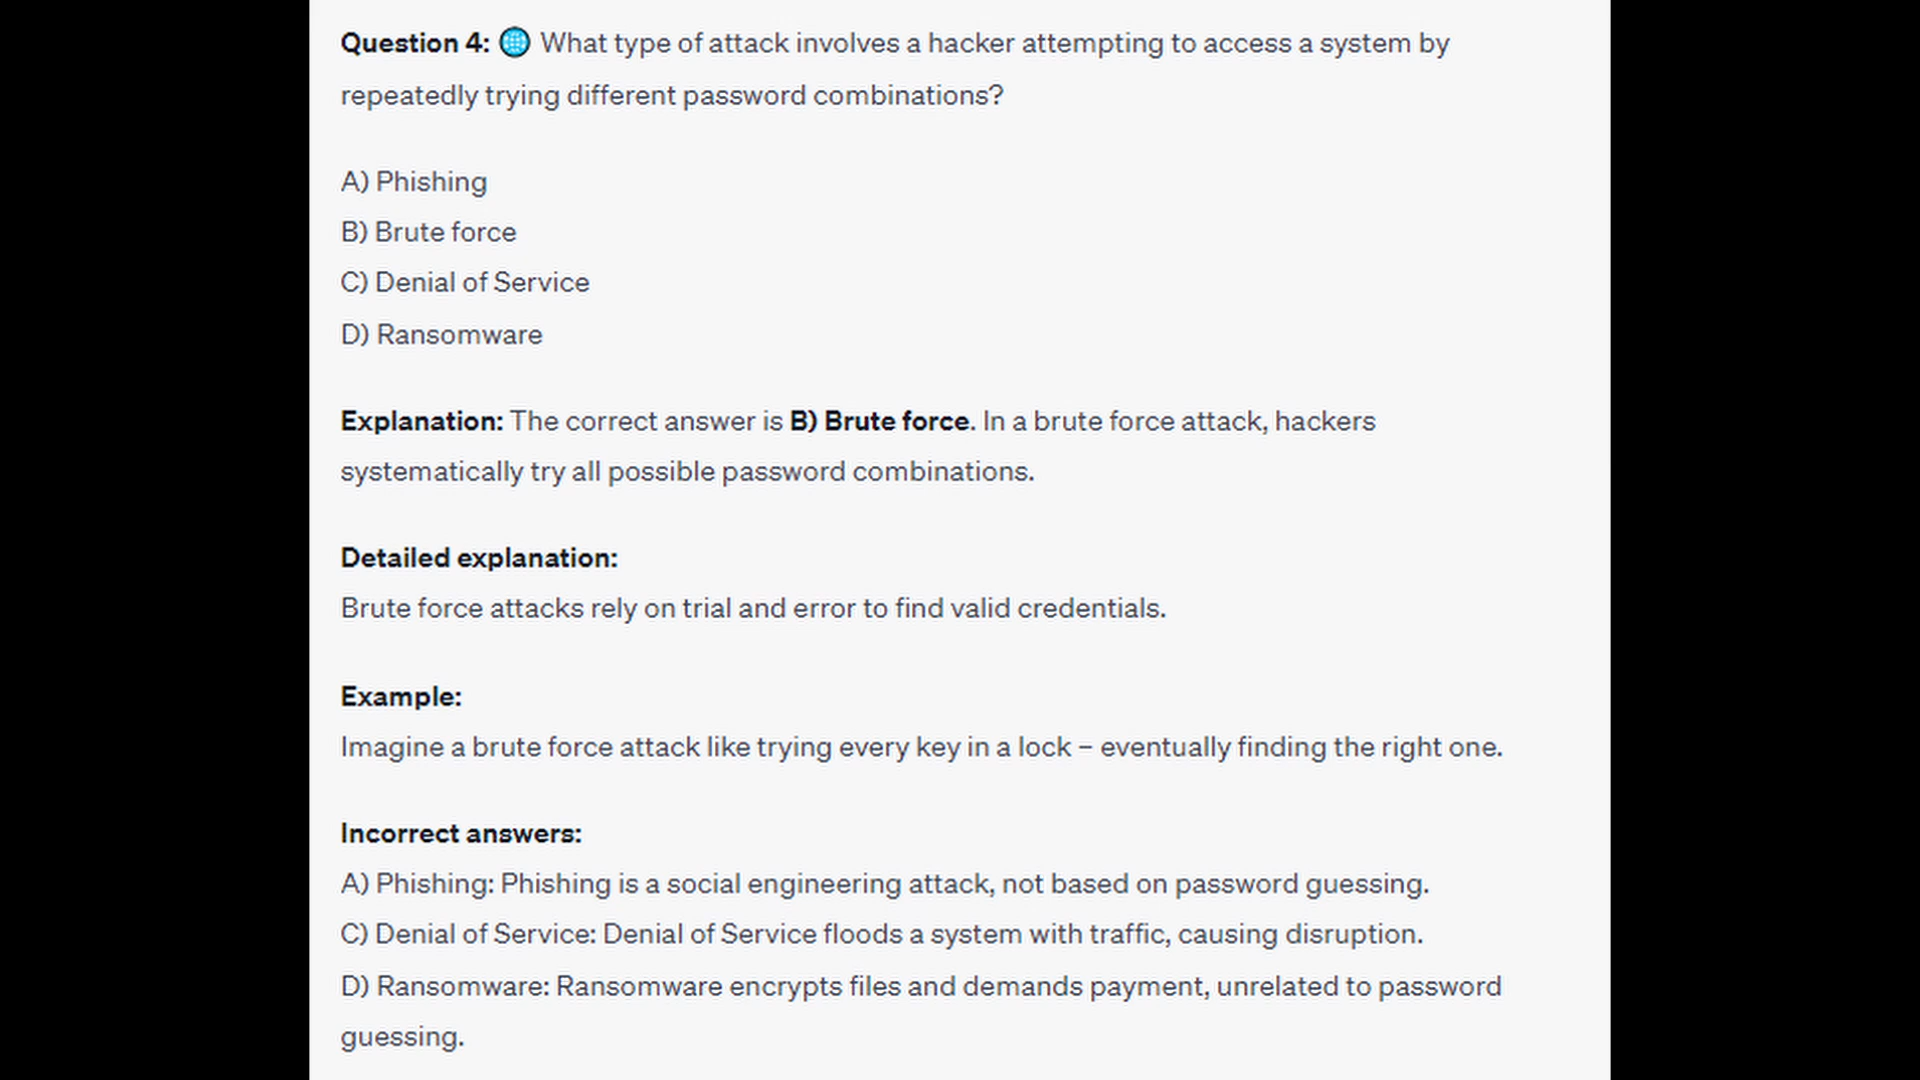 Question 4: 🌐 What type of attack involves a hacker attempting to access a system by
repeatedly trying different password combinations?
A) Phishing
B) Brute force
C) Denial of Service
D) Ransomware
Explanation: The correct answer is B) Brute force. In a brute force attack, hackers
systematically try all possible password combinations.
Detailed explanation:
Brute force attacks rely on trial and error to find valid credentials.
Example:
Imagine a brute force attack like trying every key in a lock – eventually finding the right one.
Incorrect answers:
A) Phishing: Phishing is a social engineering attack, not based on password guessing.
C) Denial of Service: Denial of Service floods a system with traffic, causing disruption.
D) Ransomware: Ransomware encrypts files and demands payment, unrelated to password
guessing.